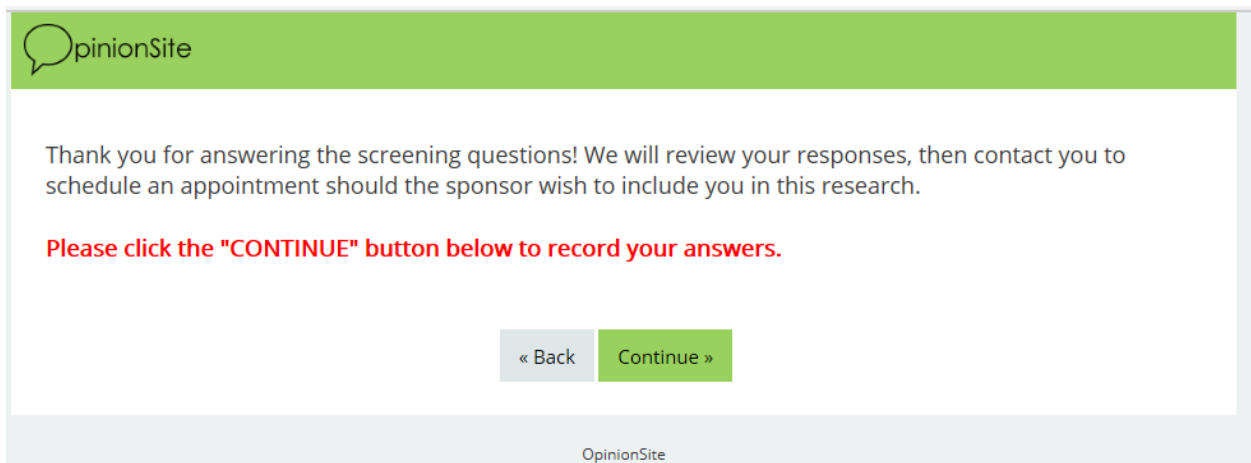 OpinionSite
Thank you for answering the screening questions! We will review your responses, then contact you to
schedule an appointment should the sponsor wish to include you in this research.
Please click the "CONTINUE" button below to record your answers.
« Back
Continue »
OpinionSite